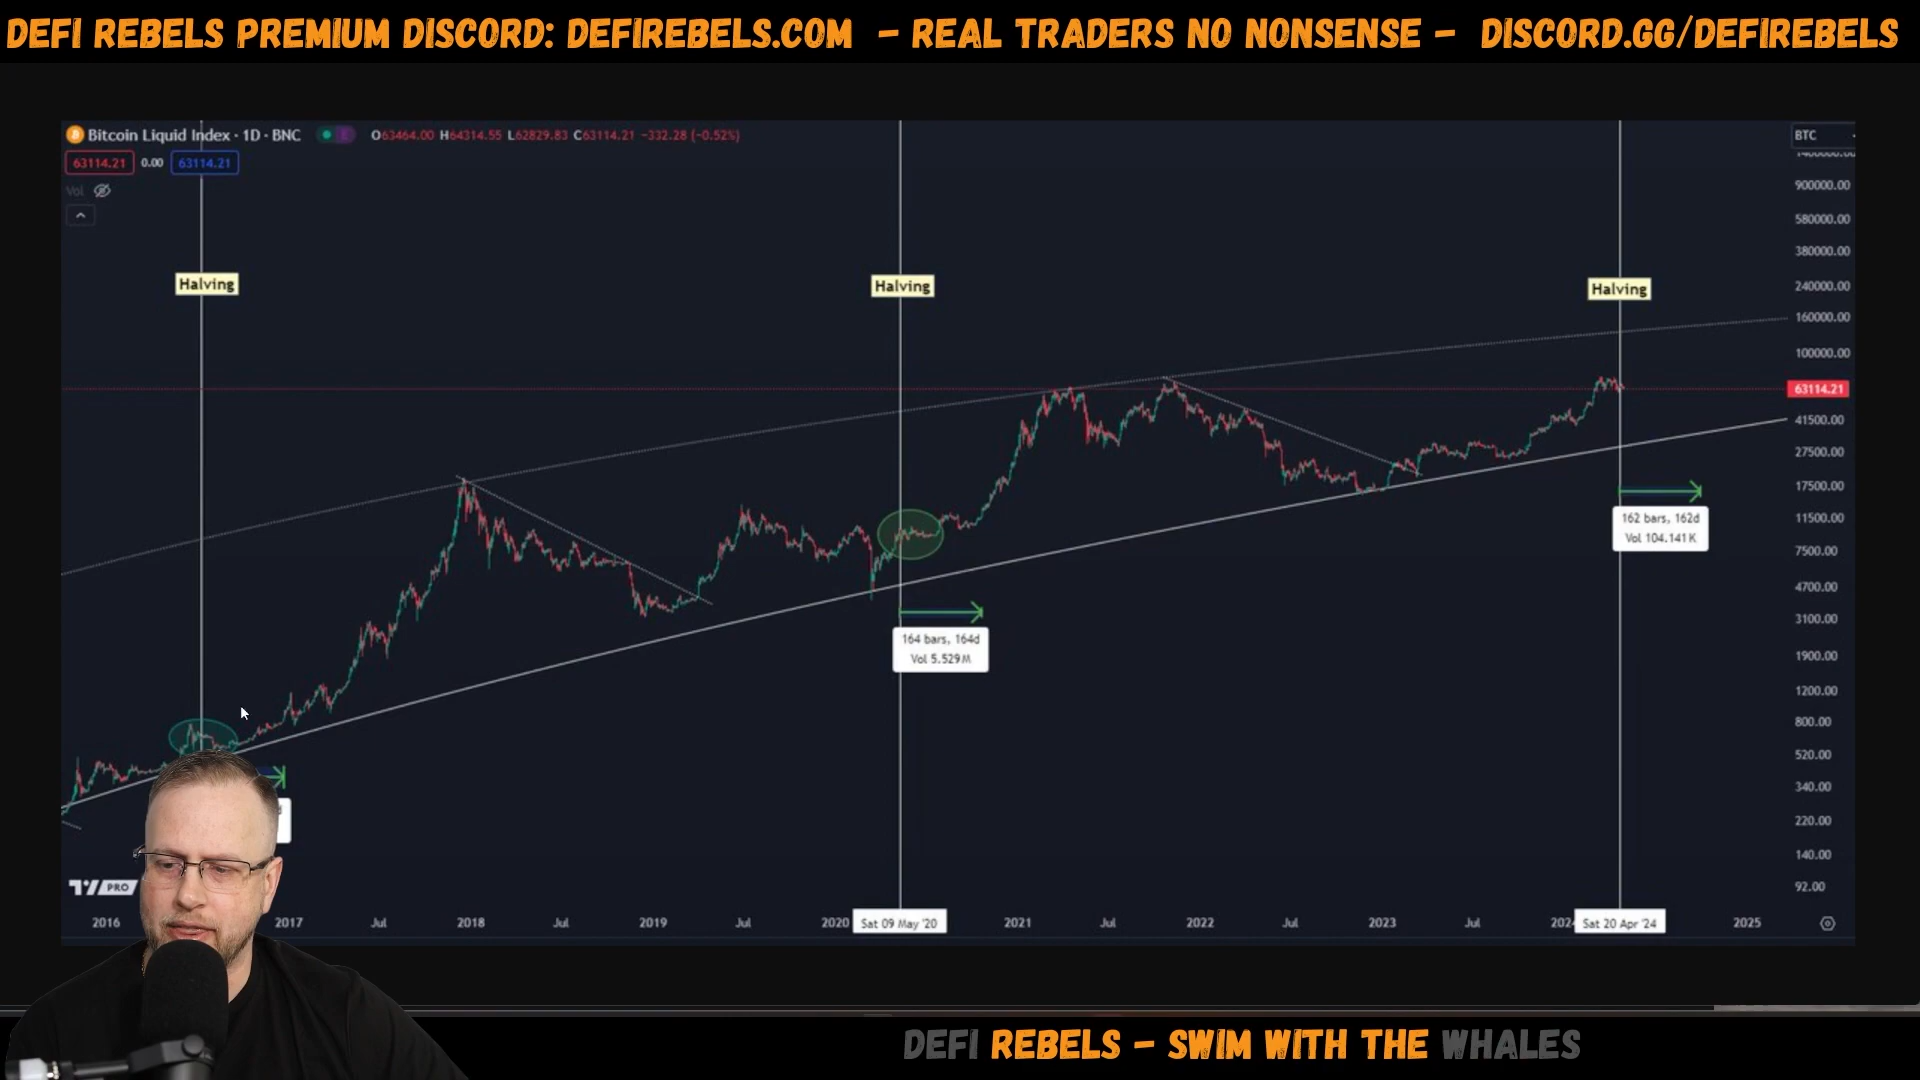 DEFI REBELS PREMIUM DISCORD: DEFIREBELS.COM - REAL TRADERS NO NONSENSE - DISCORD.GG/DEFIREBELS
Bitcoin Liquid Index · 1D · BNC O63464.00 H64314.55 L62829.83 C63114.21 −332.28 (−0.52%)
BTC
63114.21 0.00 63114.21
Vol
900000.00
580000.00
380000.00
Halving
Halving
Halving
240000.00
160000.00
100000.00
63114.21
41500.00
27500.00
17500.00
162 bars, 162d
Vol 104.141K
11500.00
7500.00
4700.00
3100.00
164 bars, 164d
Vol 5.529M
1900.00
1200.00
800.00
520.00
340.00
220.00
140.00
92.00
PRO
2016 2017 Jul 2018 Jul 2019 Jul 2020 Sat 09 May '20 2021 Jul 2022 Jul 2023 Jul 202 Sat 20 Apr '24 2025
DEFI REBELS - SWIM WITH THE WHALES